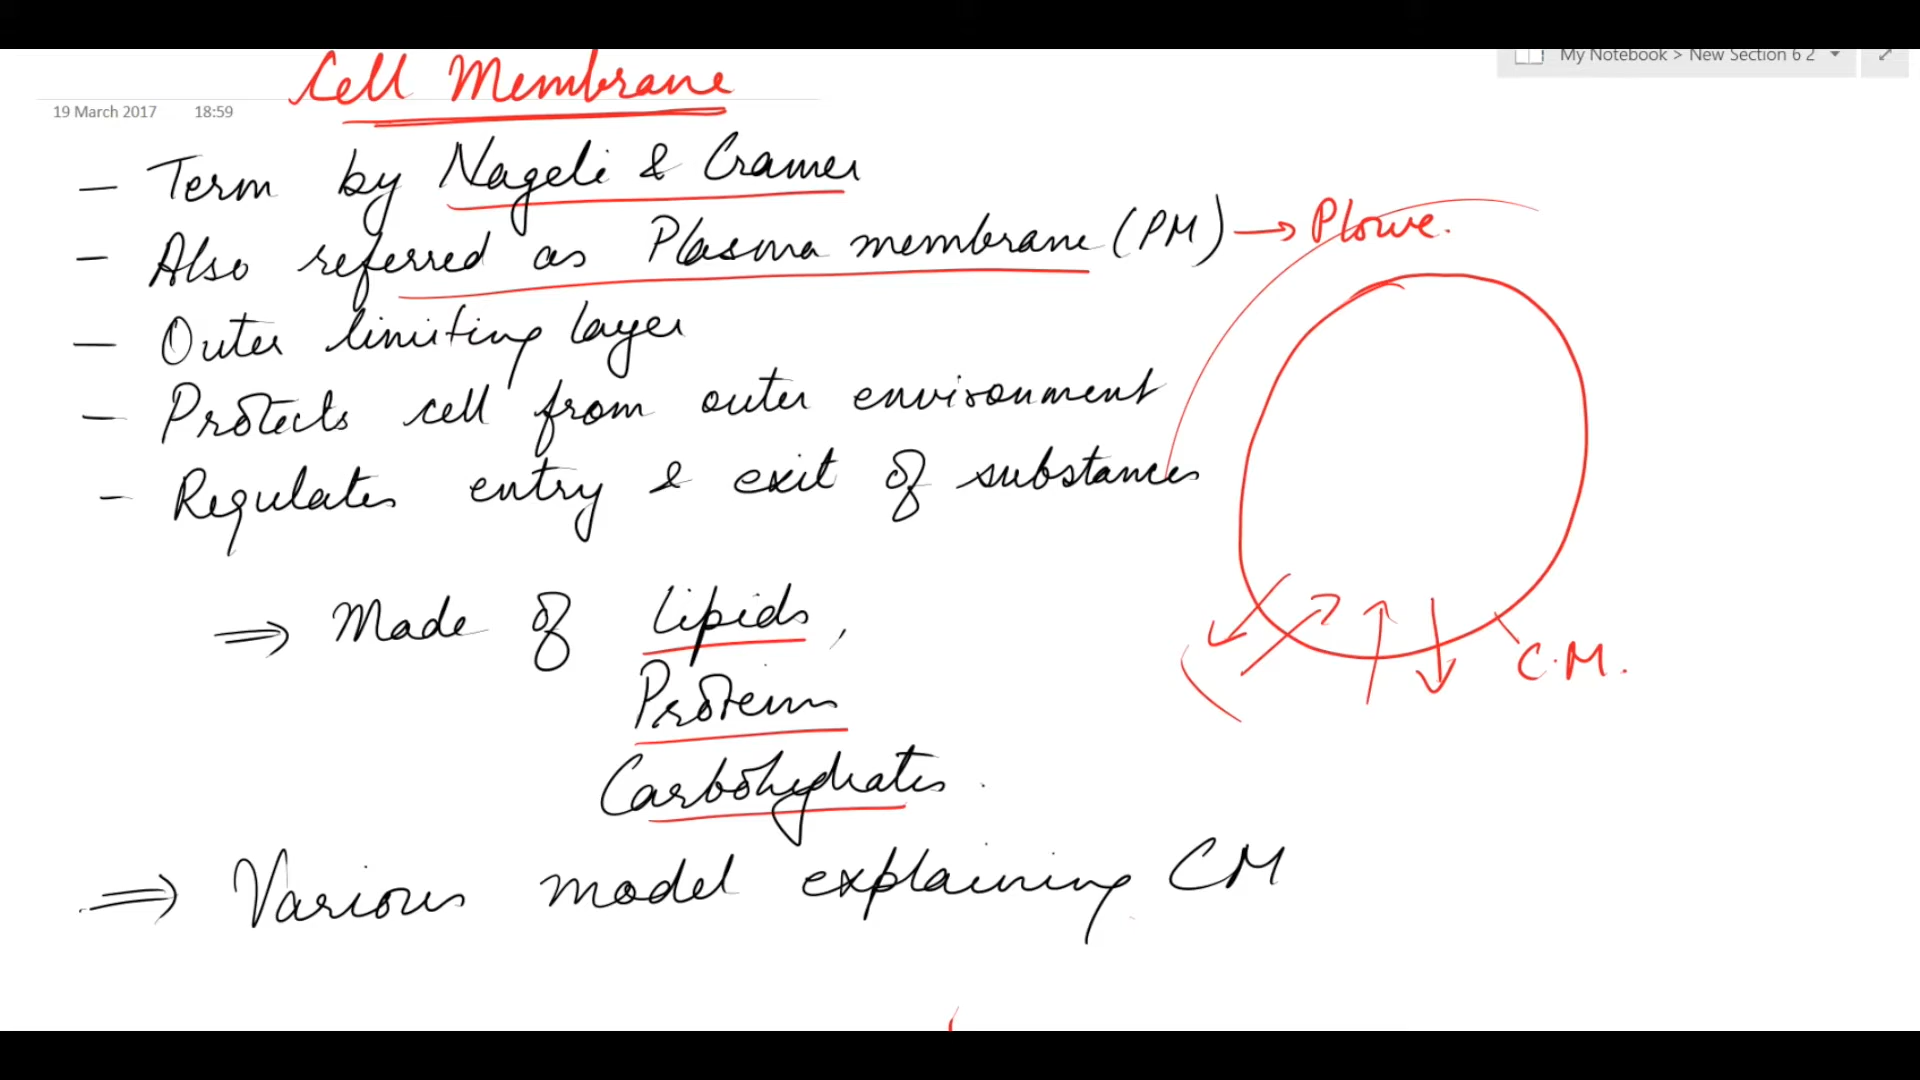 My Notebook > New Section 6 2
Cell Membrane
19 March 2017 18:59
- Term by Nageli & Cramer
- Also referred as Plasma membrane (PM) → Plowe.
- Outer limiting layer
- Protects cell from outer environment
- Regulates entry & exit of substances
⇒ Made of lipids,
Proteins
Carbohydrates.
C.M.
⇒ Various model explaining CM